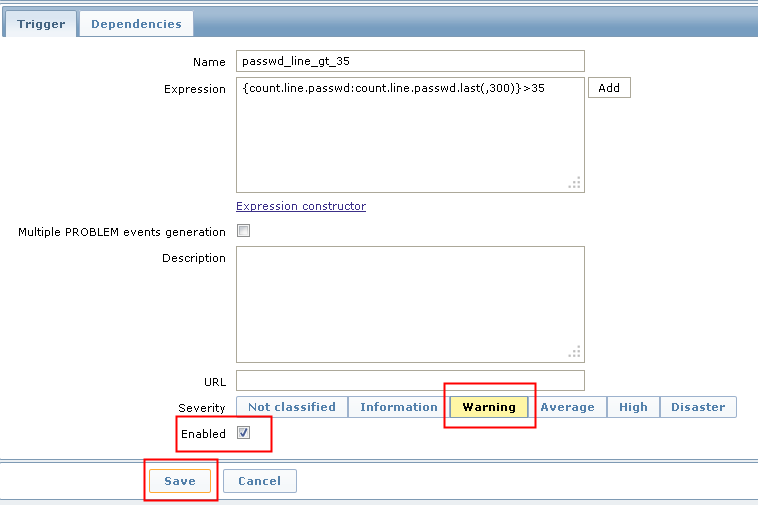 Trigger Dependencies
Name passwd_line_gt_35
Expression {count.line.passwd:count.line.passwd.last(,300)}>35 Add
Expression constructor
Multiple PROBLEM events generation
Description
URL
Severity Not classified Information Warning Average High Disaster
Enabled
Save Cancel